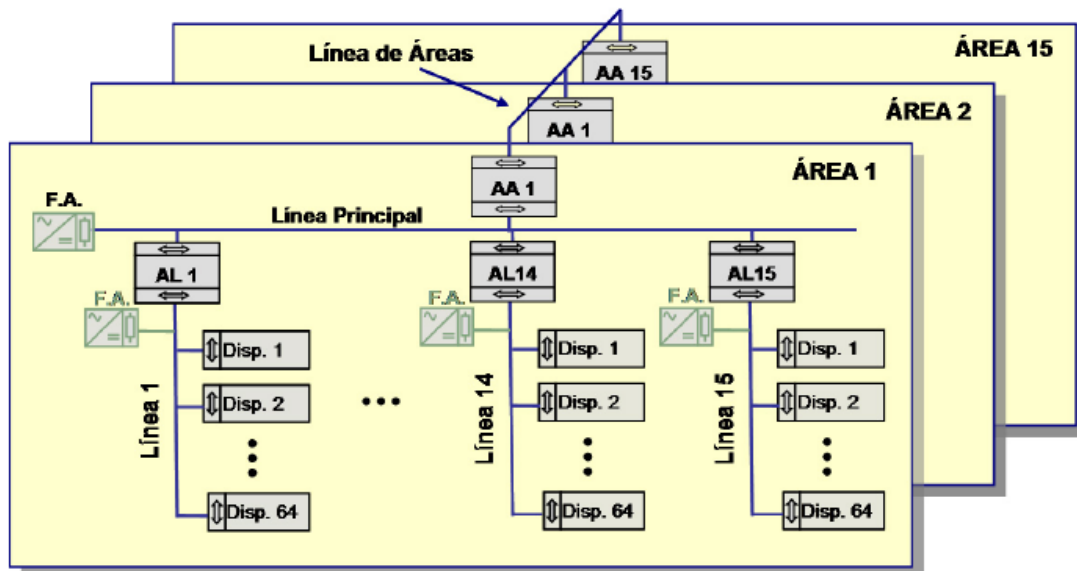 Línea de Áreas
AA 15
ÁREA 15
AA 1
ÁREA 2
AA 1
ÁREA 1
F.A.
Línea Principal
AL 1
AL14
AL15
F.A.
F.A.
F.A.
Línea 1
Disp. 1
Disp. 2
Disp. 64
...
Línea 14
Disp. 1
Disp. 2
Disp. 64
Línea 15
Disp. 1
Disp. 2
Disp. 64